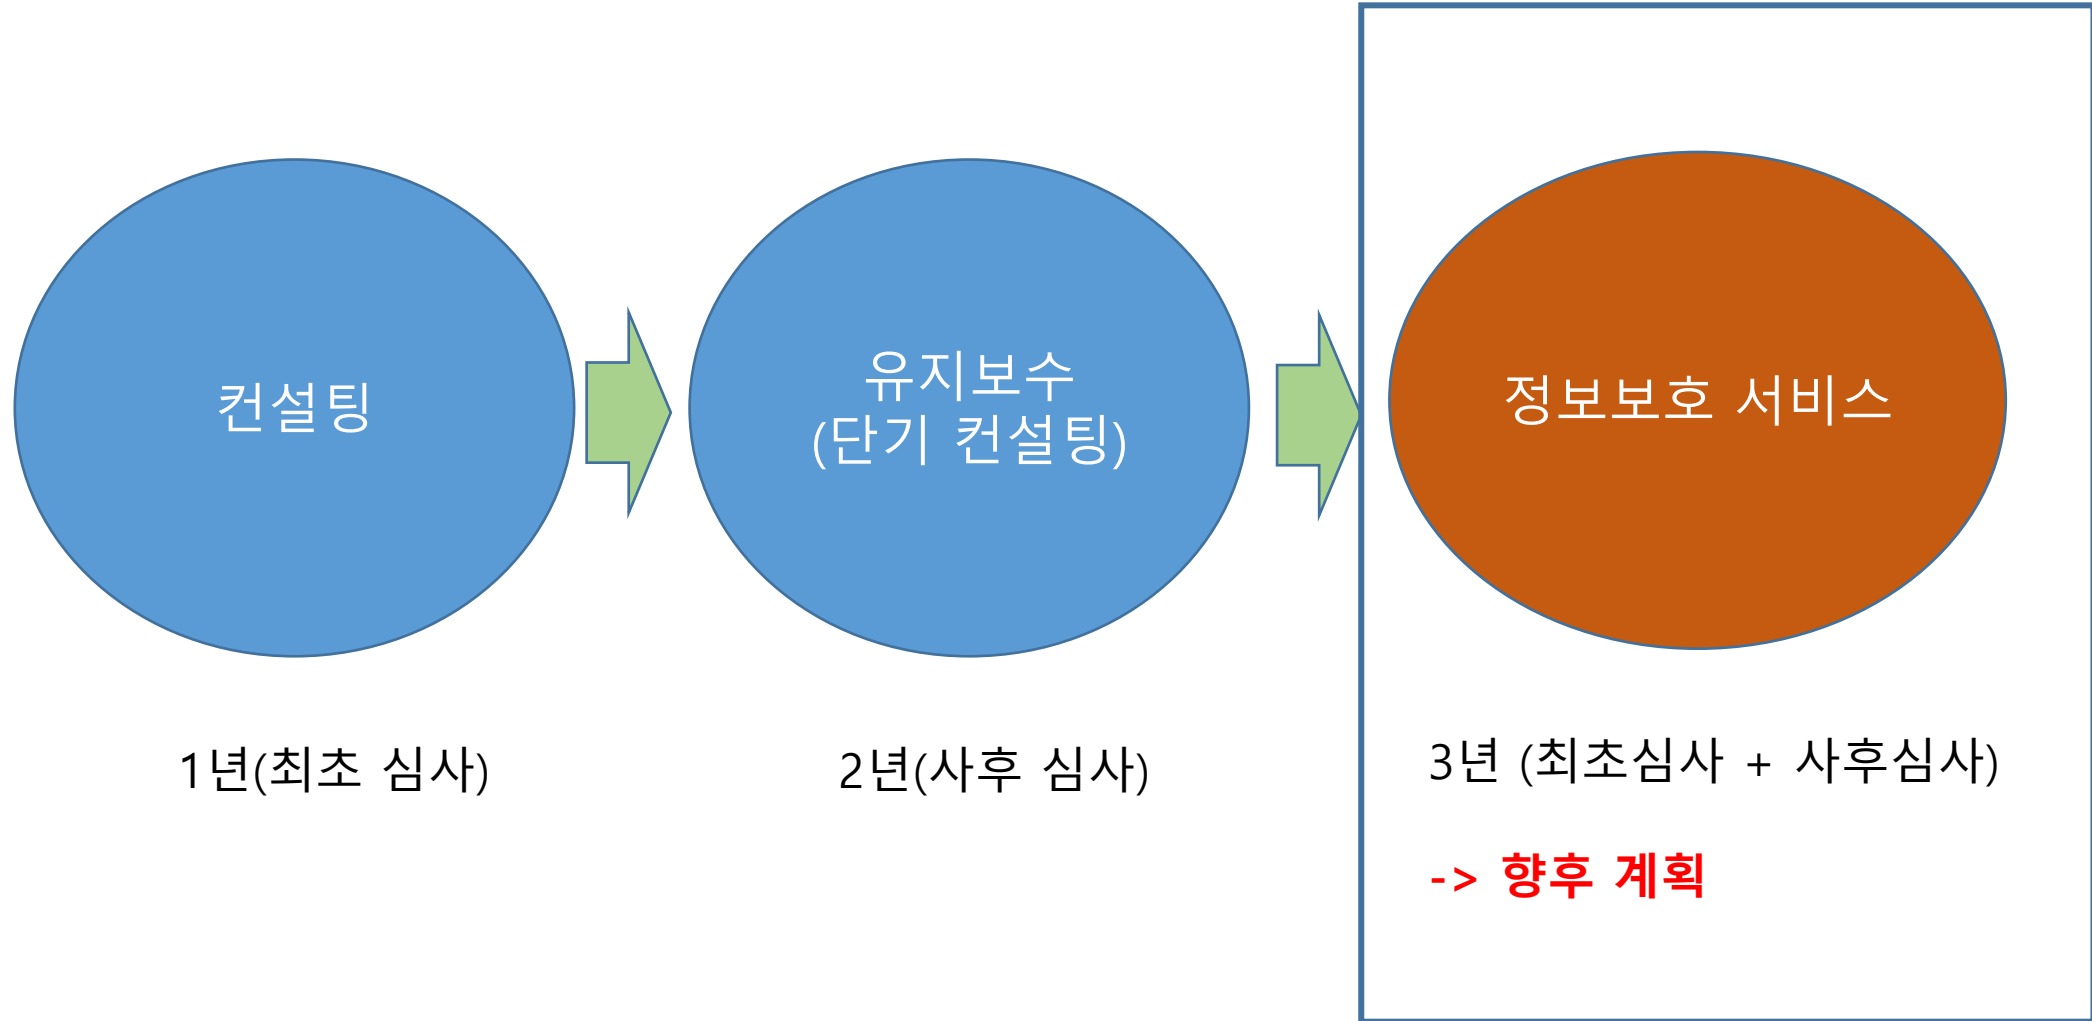 컨설팅
유지보수
(단기 컨설팅)
정보보호 서비스
1년(최초 심사)
2년(사후 심사)
3년 (최초심사 + 사후심사)
-> 향후 계획